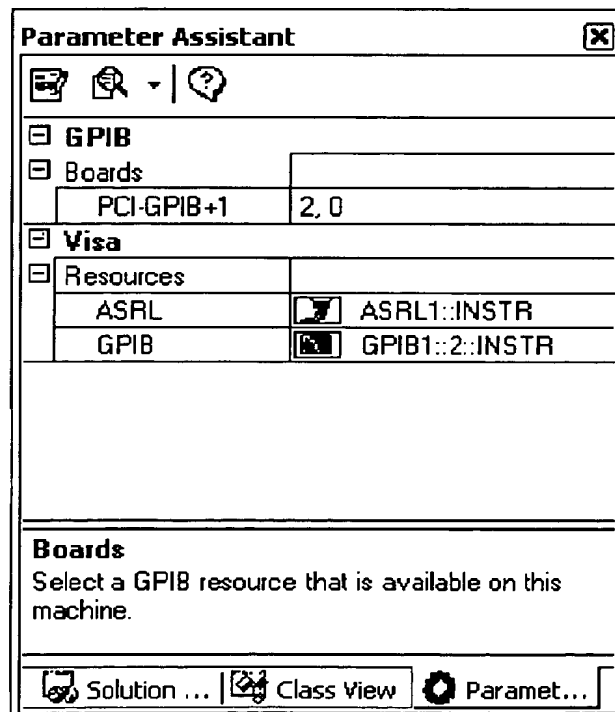 Parameter Assistant
GPIB
Boards
PCI-GPIB+1 2, 0
Visa
Resources
ASRL ASRL1::INSTR
GPIB GPIB1::2::INSTR
Boards
Select a GPIB resource that is available on this
machine.
Solution ... Class View Paramet...